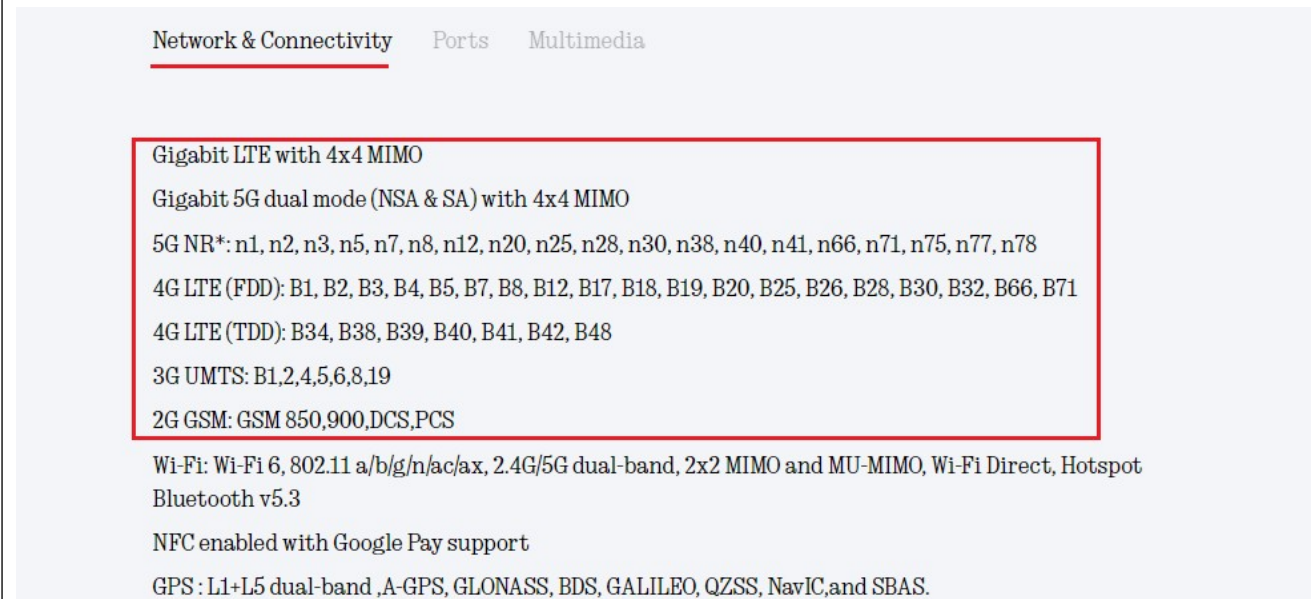 Network & Connectivity Ports Multimedia
Gigabit LTE with 4x4 MIMO
Gigabit 5G dual mode (NSA & SA) with 4x4 MIMO
5G NR*: n1, n2, n3, n5, n7, n8, n12, n20, n25, n28, n30, n38, n40, n41, n66, n71, n75, n77, n78
4G LTE (FDD): B1, B2, B3, B4, B5, B7, B8, B12, B17, B18, B19, B20, B25, B26, B28, B30, B32, B66, B71
4G LTE (TDD): B34, B38, B39, B40, B41, B42, B48
3G UMTS: B1,2,4,5,6,8,19
2G GSM: GSM 850,900,DCS,PCS
Wi-Fi: Wi-Fi 6, 802.11 a/b/g/n/ac/ax, 2.4G/5G dual-band, 2x2 MIMO and MU-MIMO, Wi-Fi Direct, Hotspot
Bluetooth v5.3
NFC enabled with Google Pay support
GPS : L1+L5 dual-band ,A-GPS, GLONASS, BDS, GALILEO, QZSS, NavIC,and SBAS.